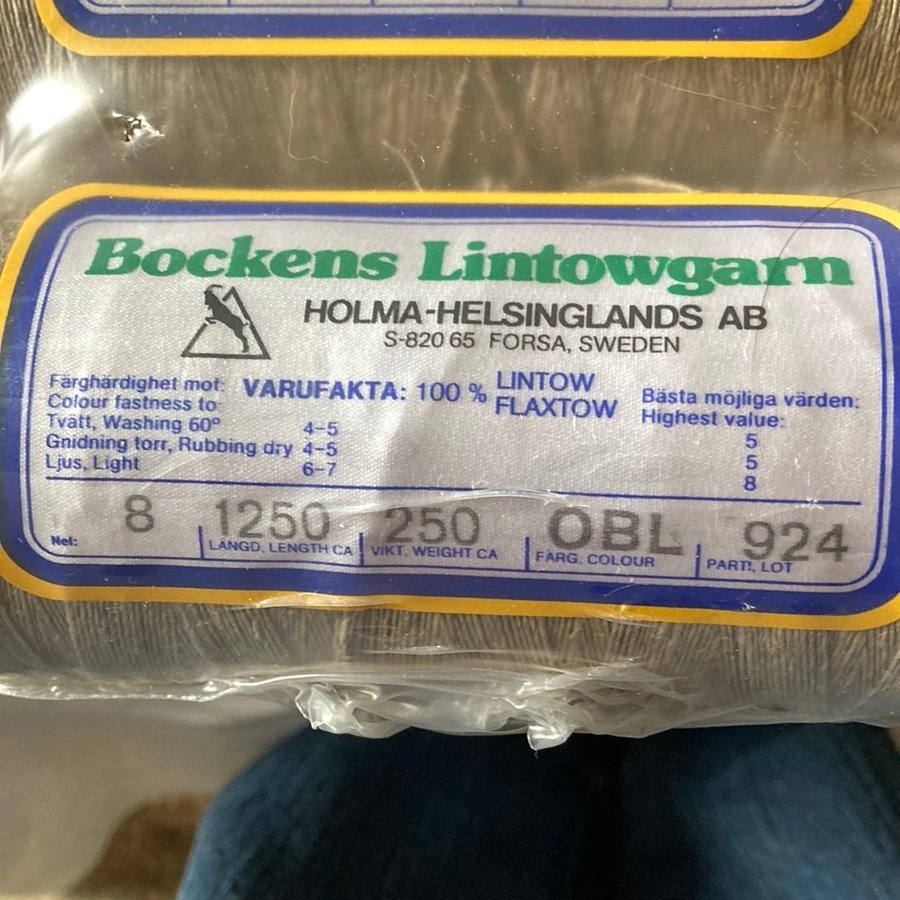 Bockens Lintowgarn
HOLMA-HELSINGLANDS AB
S-820 65 FORSA, SWEDEN
Färghärdighet mot:
Colour fastness to:
Tvätt, Washing 60° 4-5
Gnidning torr, Rubbing dry 4-5
Ljus, Light 6-7
VARUFAKTA: 100 % LINTOW
FLAXTOW
Bästa möjliga värden:
Highest value:
5
5
8
Nel: 8
1250
LÄNGD, LENGTH CA
250
VIKT, WEIGHT CA
OBL
FÄRG, COLOUR
924
PARTI, LOT